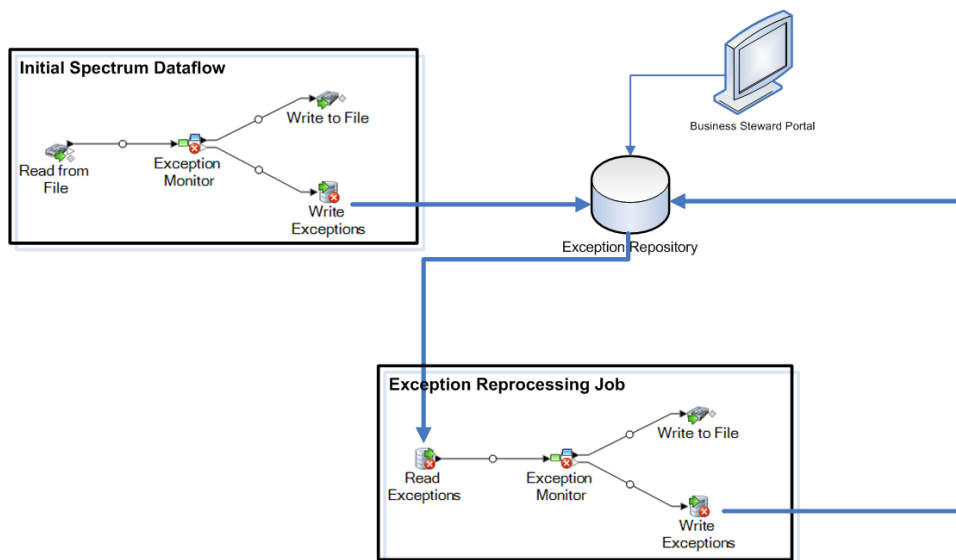 Initial Spectrum Dataflow
Write to File
Business Steward Portal
Read from
File
Exception
Monitor
Write
Exceptions
Exception Repository
Exception Reprocessing Job
Write to File
Read
Exceptions
Exception
Monitor
Write
Exceptions